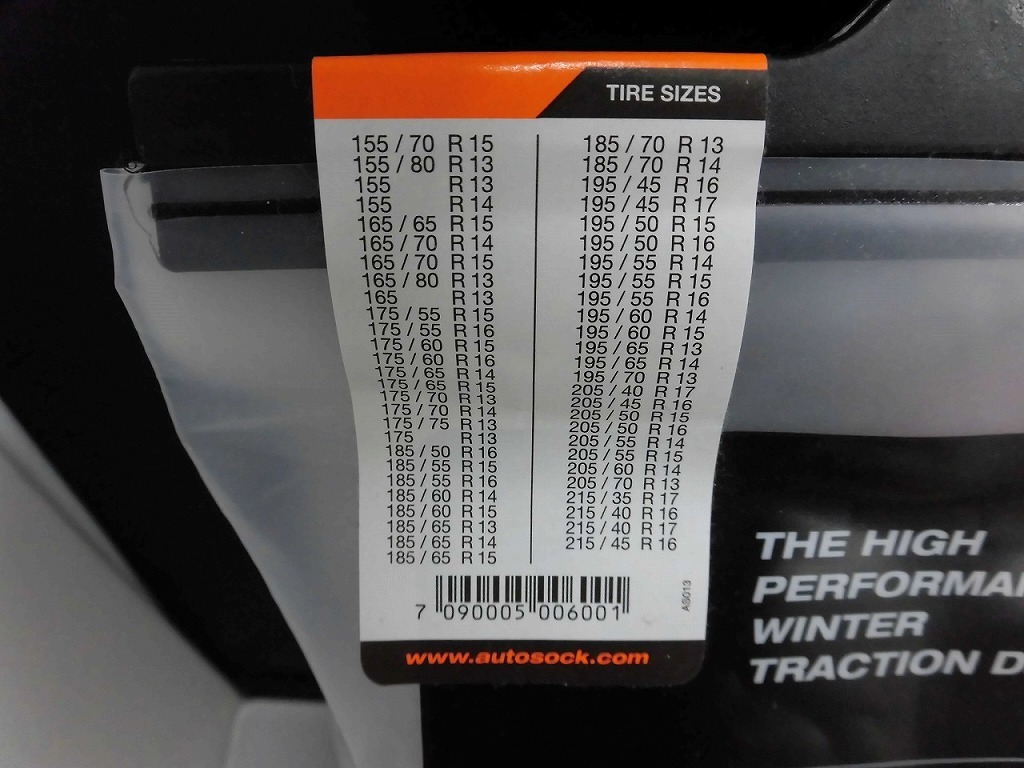 TIRE SIZES
155 / 70 R 15
155 / 80 R 13
155 R 13
155 R 14
165 / 65 R 15
165 / 70 R 14
165 / 70 R 15
165 / 80 R 13
165 R 13
175 / 55 R 15
175 / 55 R 16
175 / 60 R 15
175 / 60 R 16
175 / 65 R 14
175 / 65 R 15
175 / 70 R 13
175 / 70 R 14
175 / 75 R 13
175 R 13
185 / 50 R 16
185 / 55 R 15
185 / 55 R 16
185 / 60 R 14
185 / 60 R 15
185 / 65 R 13
185 / 65 R 14
185 / 65 R 15
185 / 70 R 13
185 / 70 R 14
195 / 45 R 16
195 / 45 R 17
195 / 50 R 15
195 / 50 R 16
195 / 55 R 14
195 / 55 R 15
195 / 55 R 16
195 / 60 R 14
195 / 60 R 15
195 / 65 R 13
195 / 65 R 14
195 / 70 R 13
205 / 40 R 17
205 / 45 R 16
205 / 50 R 15
205 / 50 R 16
205 / 55 R 14
205 / 55 R 15
205 / 60 R 14
205 / 70 R 13
215 / 35 R 17
215 / 40 R 16
215 / 40 R 17
215 / 45 R 16
7 090005 006001
AS013
www.autosock.com
THE HIGH
PERFORMA
WINTER
TRACTION D